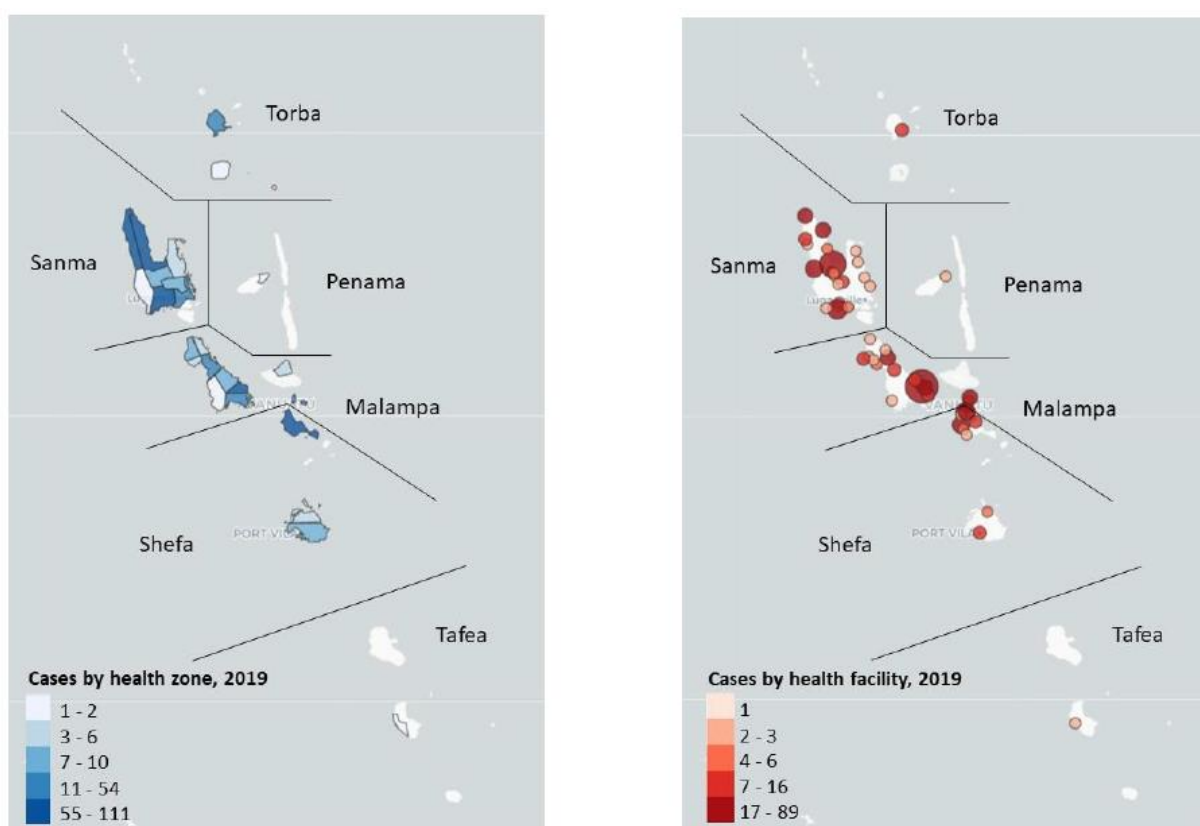 Torba
Sanma
Penama
Malampa
Shefa
PORT VILA
Tafea
Cases by health zone, 2019
1 - 2
3 - 6
7 - 10
11 - 54
55 - 111
Torba
Sanma
Penama
Malampa
Shefa
PORT VILA
Tafea
Cases by health facility, 2019
1
2 - 3
4 - 6
7 - 16
17 - 89